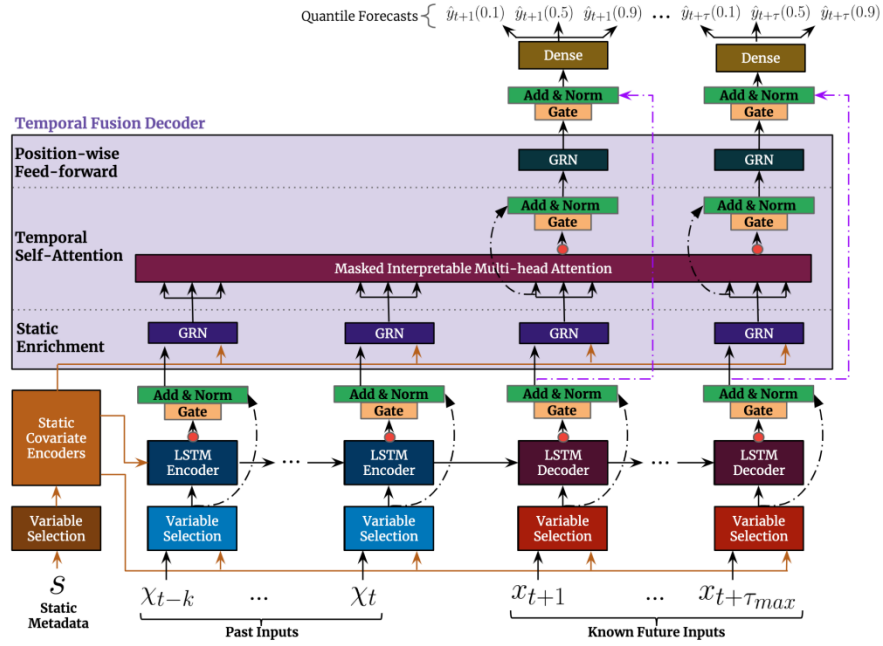 Quantile Forecasts { ŷt+1(0.1) ŷt+1(0.5) ŷt+1(0.9) ... ŷt+τ(0.1) ŷt+τ(0.5) ŷt+τ(0.9)
Dense Dense
Add & Norm Add & Norm
Gate Gate
Temporal Fusion Decoder
Position-wise
Feed-forward
GRN GRN
Add & Norm Add & Norm
Gate Gate
Temporal
Self-Attention
Masked Interpretable Multi-head Attention
Static
Enrichment
GRN GRN GRN GRN
Add & Norm Add & Norm Add & Norm Add & Norm
Gate Gate Gate Gate
Static
Covariate
Encoders
LSTM
Encoder
...
LSTM
Encoder
LSTM
Decoder
...
LSTM
Decoder
Variable
Selection
Variable
Selection
Variable
Selection
Variable
Selection
Variable
Selection
s
Static
Metadata
χt−k ... χt xt+1 ... xt+τmax
Past Inputs Known Future Inputs